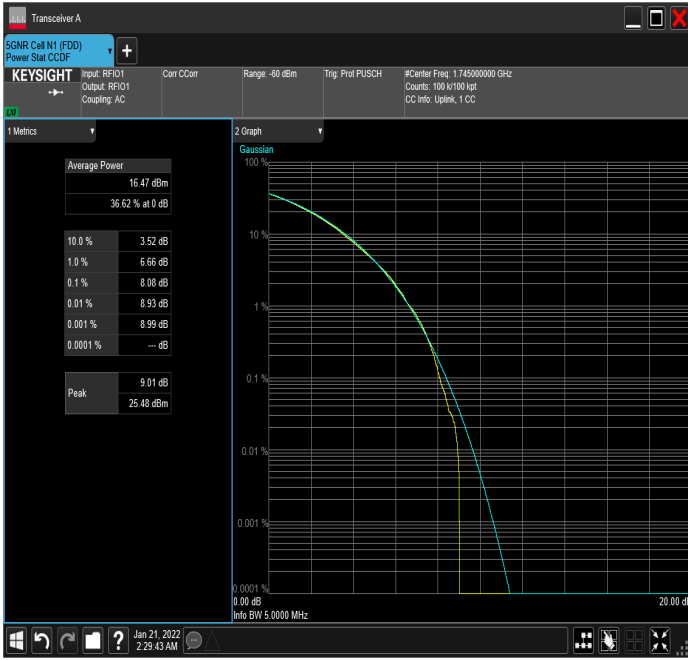 Transceiver A
5GNR Cell N1 (FDD)
Power Stat CCDF
KEYSIGHT
Input: RFIO1
Output: RFIO1
Coupling: AC
Corr CCorr
Range: -60 dBm
Trig: Prot PUSCH
#Center Freq: 1.745000000 GHz
Counts: 100 k/100 kpt
CC Info: Uplink, 1 CC
1 Metrics
Average Power
16.47 dBm
36.62 % at 0 dB
10.0 % 3.52 dB
1.0 % 6.66 dB
0.1 % 8.08 dB
0.01 % 8.93 dB
0.001 % 8.99 dB
0.0001 % --- dB
Peak
9.01 dB
25.48 dBm
2 Graph
Gaussian
100 %
10 %
1 %
0.1 %
0.01 %
0.001 %
0.0001 %
0.00 dB
20.00 dB
Info BW 5.0000 MHz
Jan 21, 2022
2:29:43 AM